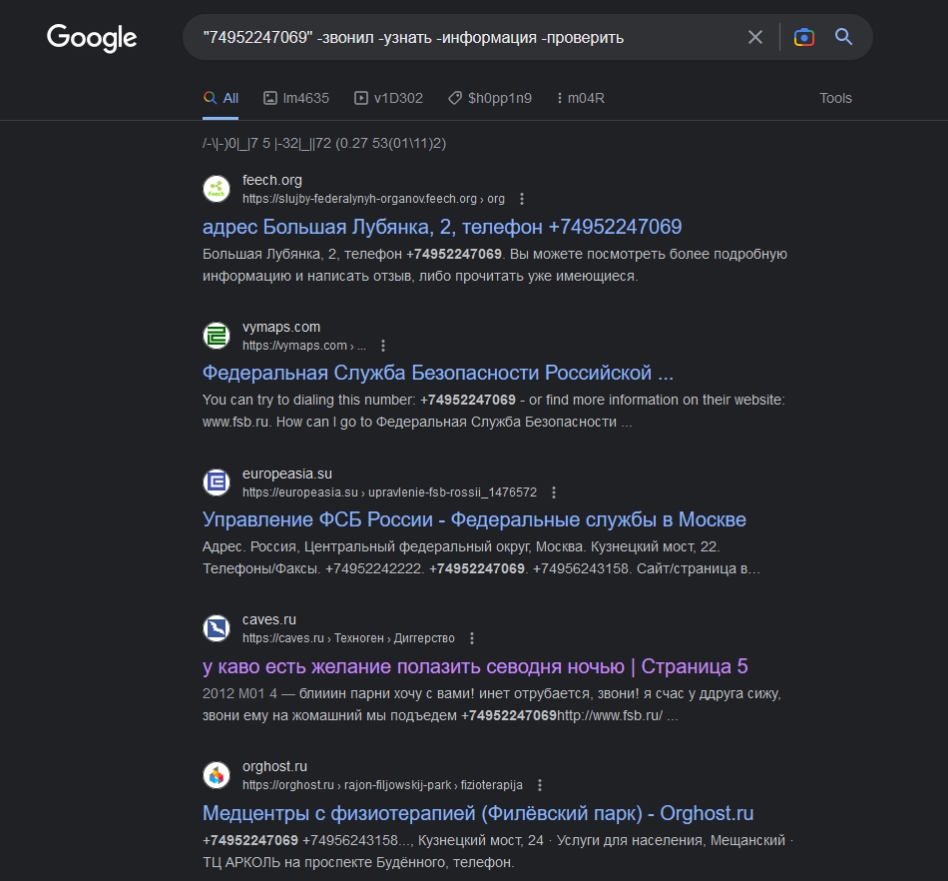 Google
"74952247069" -звонил -узнать -информация -проверить
All
Im4635
v1D302
$h0pp1n9
m04R
Tools
/-\|-)0|_|7 5 |-32|_||72 (0.27 53(01\11)2)
feech.org
https://slujby-federalynyh-organov.feech.org › org
адрес Большая Лубянка, 2, телефон +74952247069
Большая Лубянка, 2, телефон +74952247069. Вы можете посмотреть более подробную
информацию и написать отзыв, либо прочитать уже имеющиеся.
vymaps.com
https://vymaps.com › ...
Федеральная Служба Безопасности Российской ...
You can try to dialing this number: +74952247069 - or find more information on their website:
www.fsb.ru. How can I go to Федеральная Служба Безопасности ...
europeasia.su
https://europeasia.su › upravlenie-fsb-rossii_1476572
Управление ФСБ России - Федеральные службы в Москве
Адрес. Россия, Центральный федеральный округ, Москва. Кузнецкий мост, 22.
Телефоны/Факсы. +74952242222. +74952247069. +74956243158. Сайт/страница в...
caves.ru
https://caves.ru › Техноген › Диггерство
у каво есть желание полазить севодня ночью | Страница 5
2012 M01 4 — блииин парни хочу с вами! инет отрубается, звони! я счас у ддруга сижу,
звони ему на жомашний мы подъедем +74952247069http://www.fsb.ru/ ...
orghost.ru
https://orghost.ru › rajon-filjowskij-park › fizioterapija
Медцентры с физиотерапией (Филёвский парк) - Orghost.ru
+74952247069 +74956243158..., Кузнецкий мост, 24 · Услуги для населения, Мещанский ·
ТЦ АРКОЛЬ на проспекте Будённого, телефон.